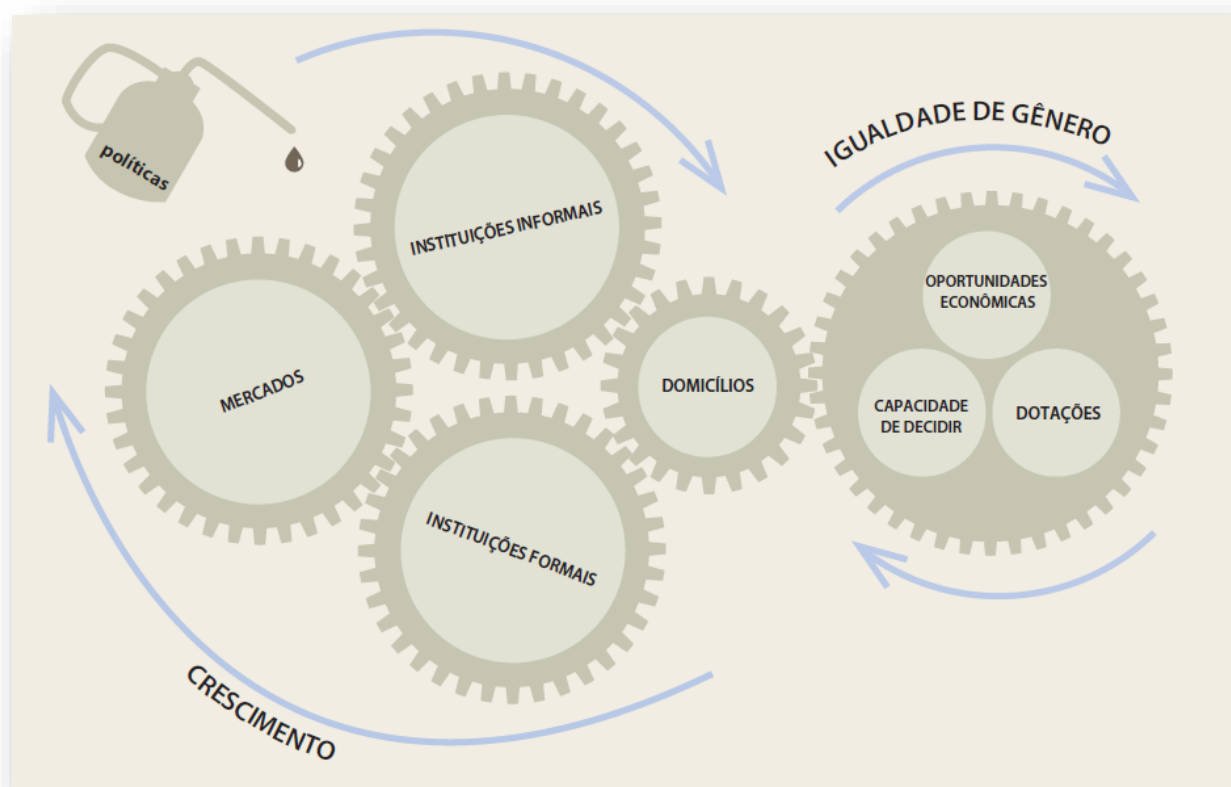 políticas
INSTITUIÇÕES INFORMAIS
IGUALDADE DE GÊNERO
OPORTUNIDADES
ECONÔMICAS
MERCADOS
DOMICÍLIOS
CAPACIDADE
DE DECIDIR
DOTAÇÕES
INSTITUIÇÕES FORMAIS
CRESCIMENTO